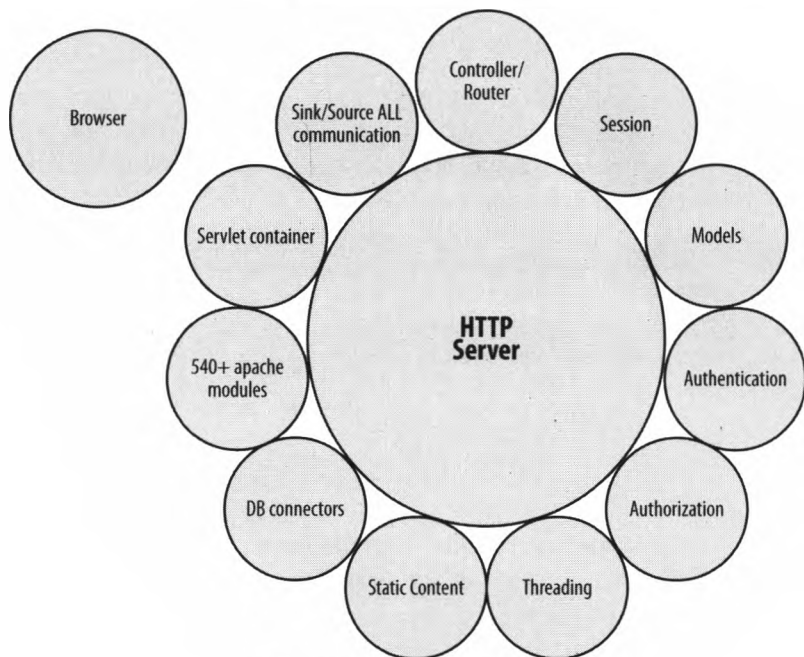 Browser
Controller/
Router
Sink/Source ALL
communication
Session
Servlet container
Models
HTTP
Server
540+ apache
modules
Authentication
DB connectors
Authorization
Static Content
Threading